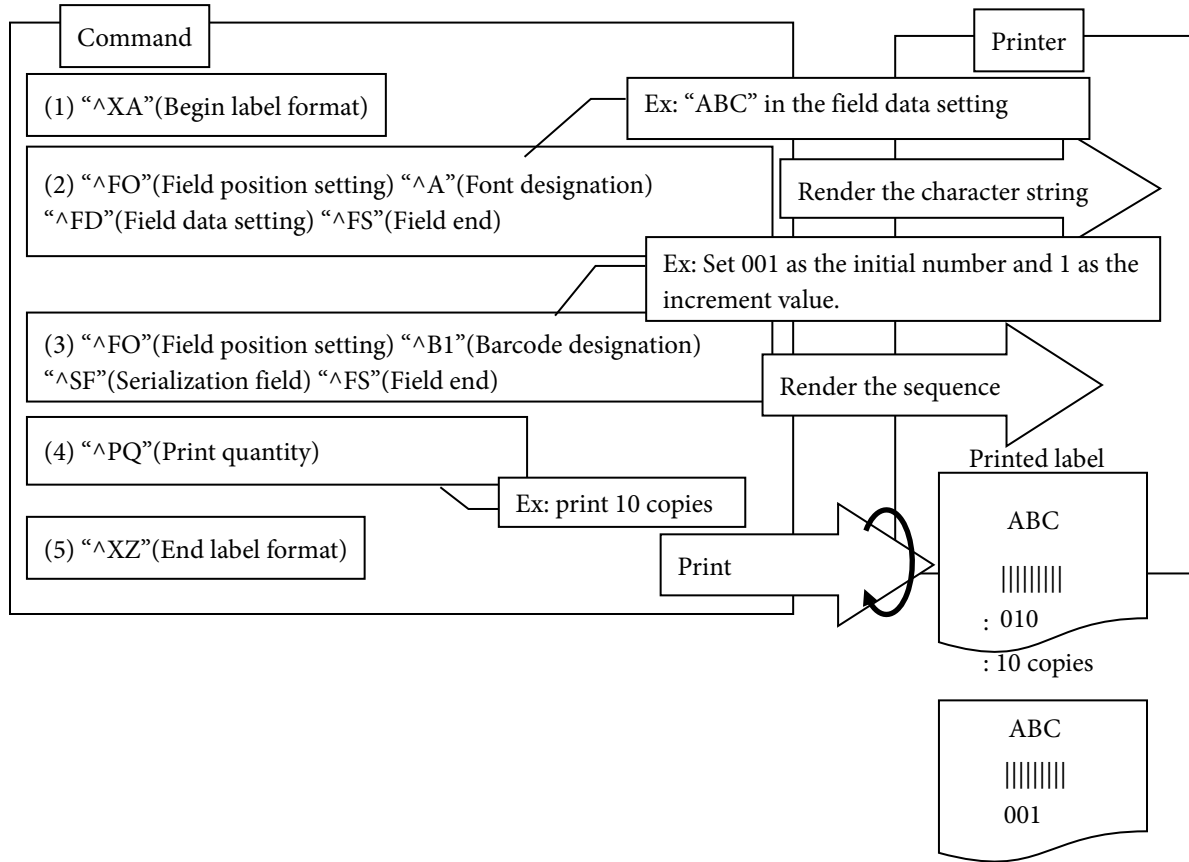 Command
Printer
(1) “^XA”(Begin label format)
Ex: “ABC” in the field data setting
(2) “^FO”(Field position setting) “^A”(Font designation)
“^FD”(Field data setting) “^FS”(Field end)
Render the character string
Ex: Set 001 as the initial number and 1 as the
increment value.
(3) “^FO”(Field position setting) “^B1”(Barcode designation)
“^SF”(Serialization field) “^FS”(Field end)
Render the sequence
(4) “^PQ”(Print quantity)
Ex: print 10 copies
(5) “^XZ”(End label format)
Print
Printed label
ABC
|||||||||
: 010
: 10 copies
ABC
|||||||||
001